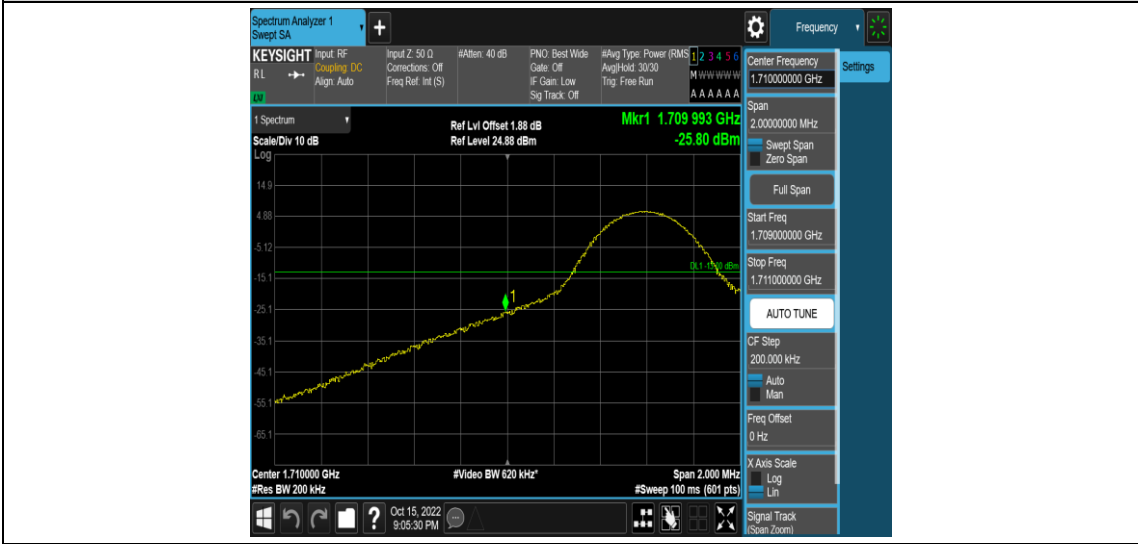 Spectrum Analyzer 1
Swept SA
+
Frequency
KEYSIGHT
RL
Input: RF
Coupling: DC
Align: Auto
Input Z: 50 Ω
Corrections: Off
Freq Ref: Int (S)
#Atten: 40 dB
PNO: Best Wide
Gate: Off
IF Gain: Low
Sig Track: Off
#Avg Type: Power (RMS
Avg|Hold: 30/30
Trig: Free Run
1 2 3 4 5 6
M W W W W W
A A A A A A
1 Spectrum
Scale/Div 10 dB
Ref Lvl Offset 1.88 dB
Ref Level 24.88 dBm
Mkr1 1.709 993 GHz
-25.80 dBm
Log
14.9
4.88
-5.12
-15.1
-25.1
-35.1
-45.1
-55.1
-65.1
DL1 -13.00 dBm
1
Center 1.710000 GHz
#Res BW 200 kHz
#Video BW 620 kHz*
Span 2.000 MHz
#Sweep 100 ms (601 pts)
?
Oct 15, 2022
9:05:30 PM
Center Frequency
1.710000000 GHz
Settings
Span
2.00000000 MHz
Swept Span
Zero Span
Full Span
Start Freq
1.709000000 GHz
Stop Freq
1.711000000 GHz
AUTO TUNE
CF Step
200.000 kHz
Auto
Man
Freq Offset
0 Hz
X Axis Scale
Log
Lin
Signal Track
(Span Zoom)